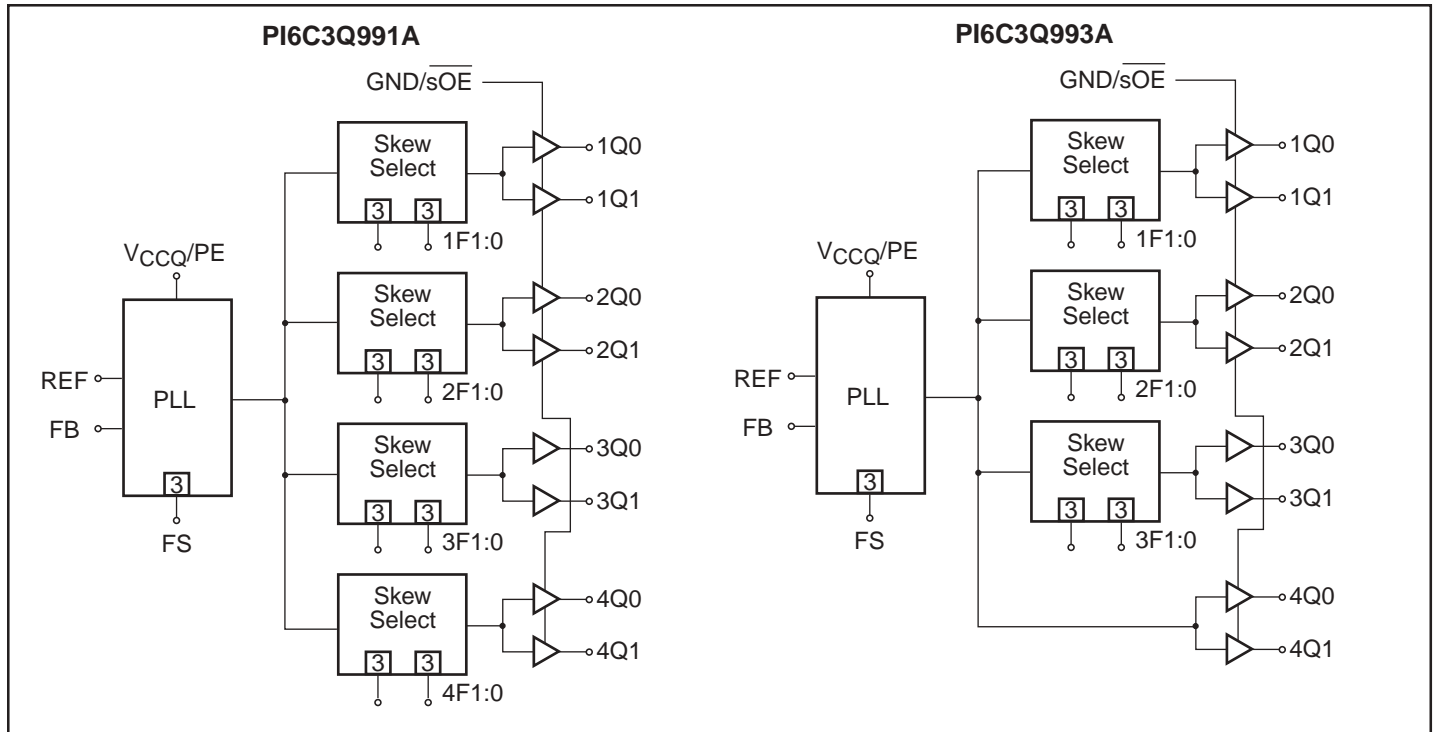 PI6C3Q991A
GND/sOE
Skew
Select
3 3
1F1:0
1Q0
1Q1
VCCQ/PE
Skew
Select
3 3
2F1:0
2Q0
2Q1
REF
FB
PLL
3
FS
Skew
Select
3 3
3F1:0
3Q0
3Q1
Skew
Select
3 3
4F1:0
4Q0
4Q1
PI6C3Q993A
GND/sOE
Skew
Select
3 3
1F1:0
1Q0
1Q1
VCCQ/PE
Skew
Select
3 3
2F1:0
2Q0
2Q1
REF
FB
PLL
3
FS
Skew
Select
3 3
3F1:0
3Q0
3Q1
4Q0
4Q1